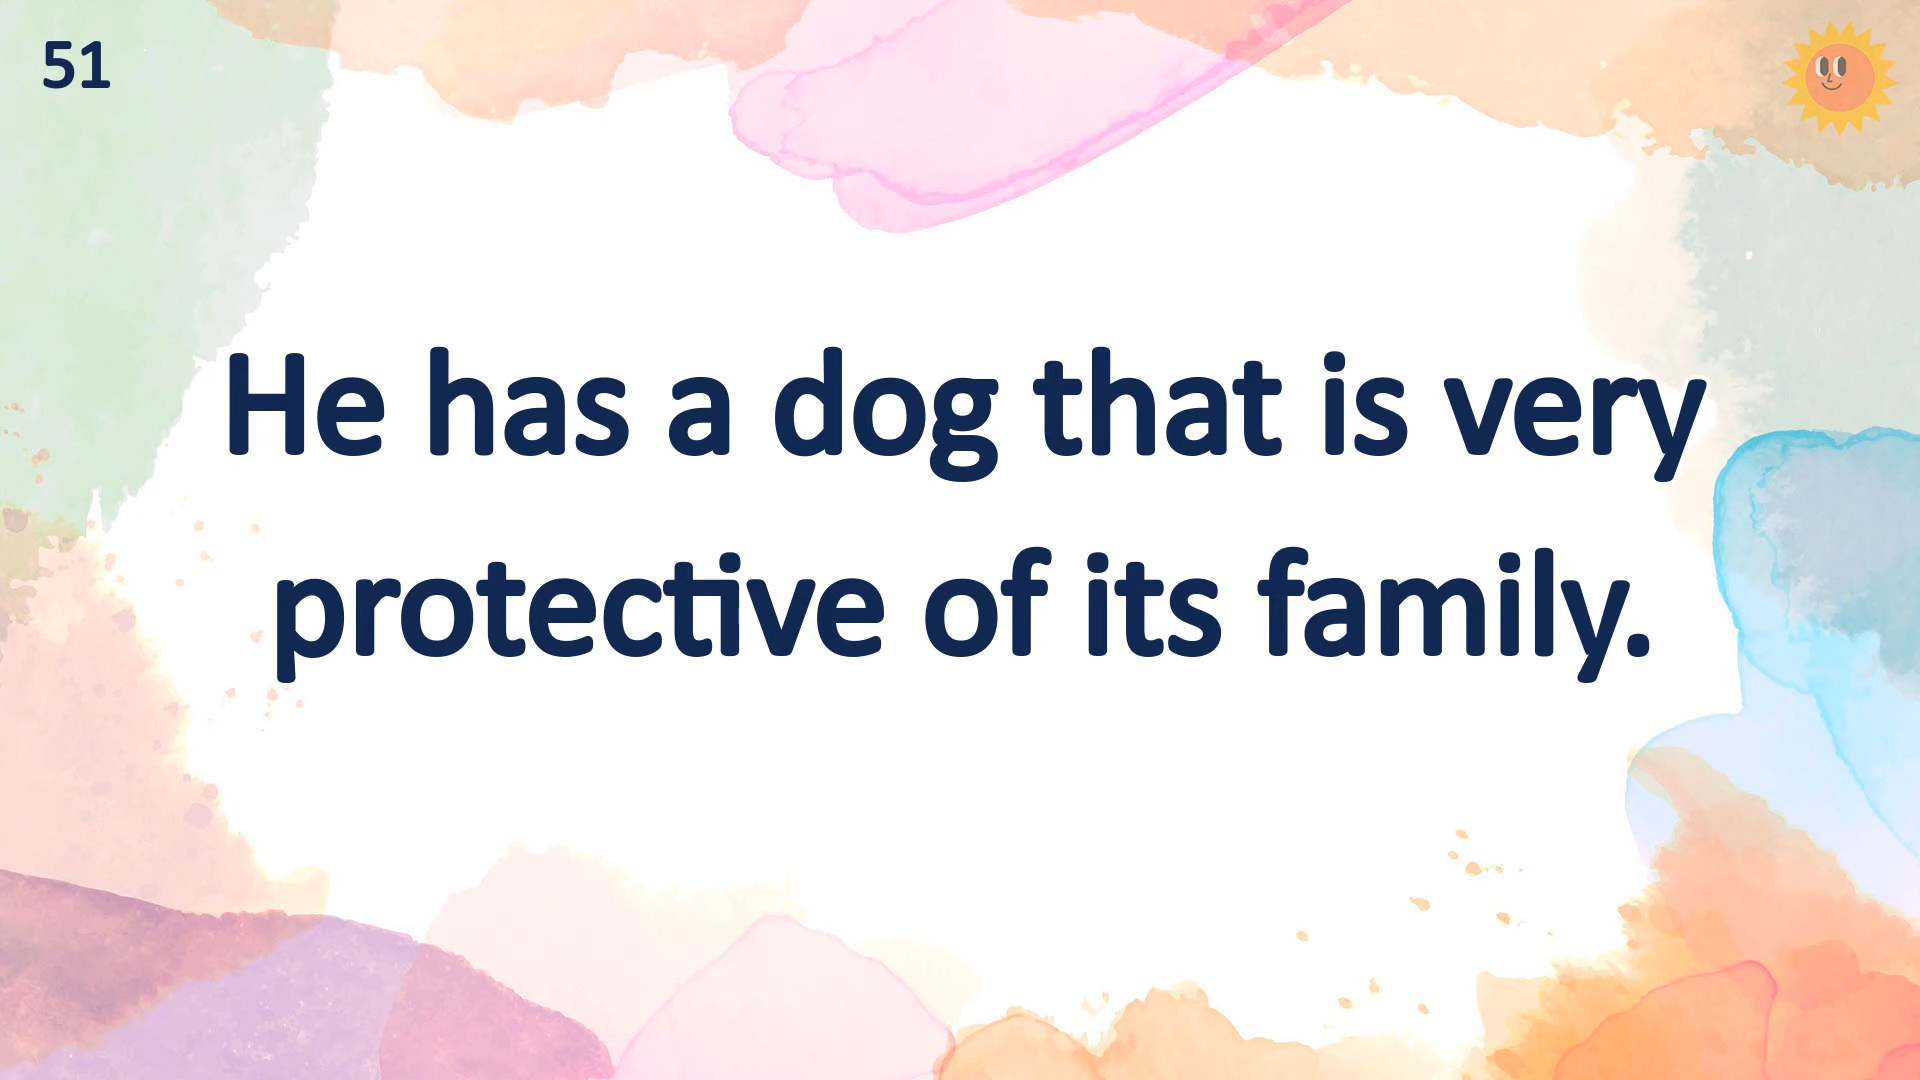 51
He has a dog that is very
protective of its family.